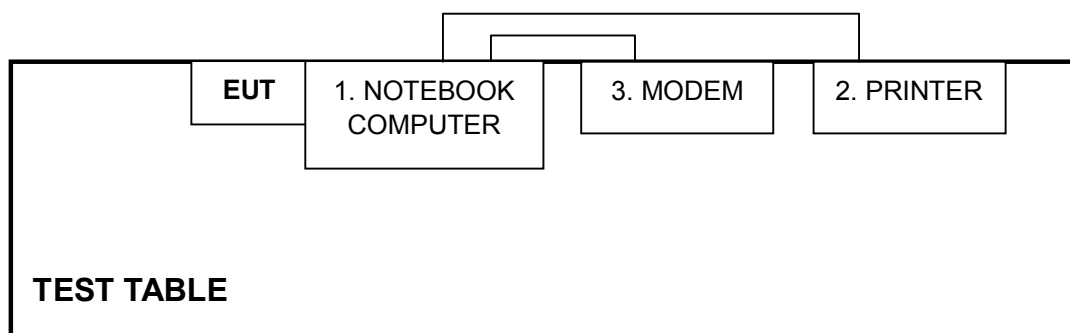 EUT
1. NOTEBOOK
COMPUTER
3. MODEM
2. PRINTER
TEST TABLE